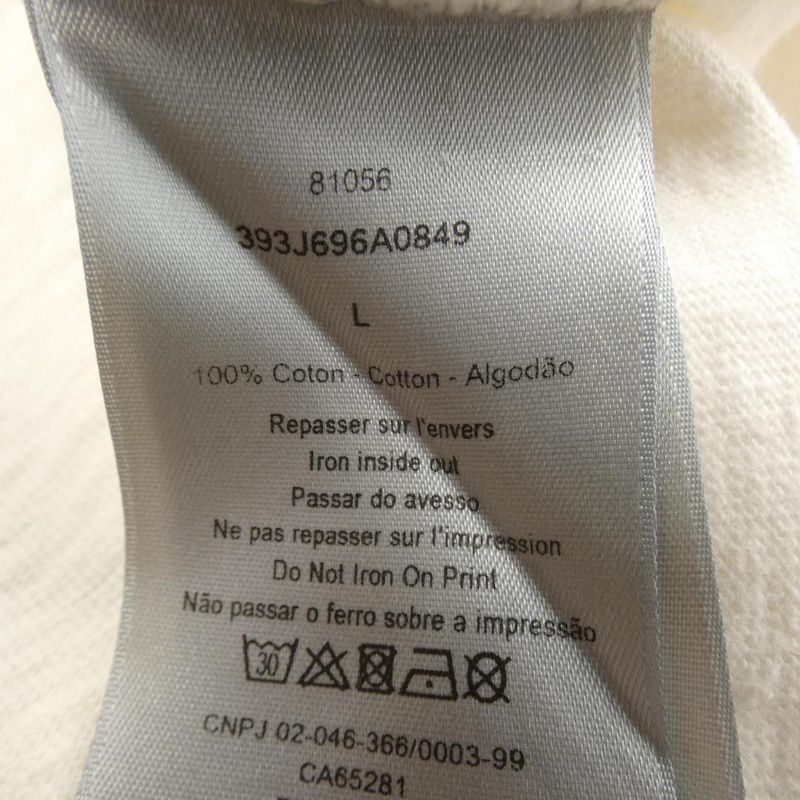 81056
393J696A0849
L
100% Coton - Cotton - Algodão
Repasser sur l'envers
Iron inside out
Passar do avesso
Ne pas repasser sur l'impression
Do Not Iron On Print
Não passar o ferro sobre a impressão
30
CNPJ 02-046-366/0003-99
CA65281